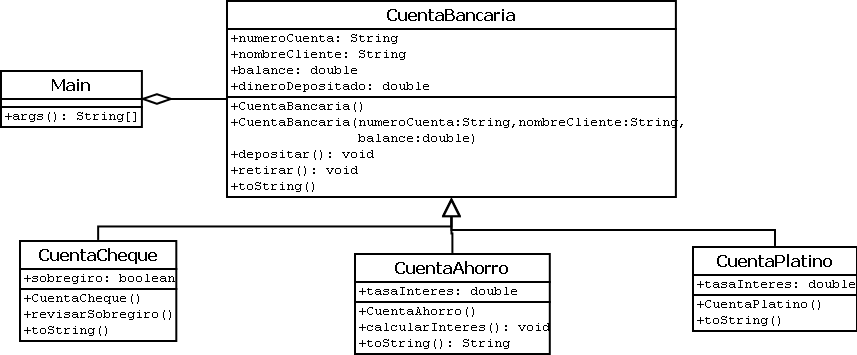 CuentaBancaria
+numeroCuenta: String
+nombreCliente: String
+balance: double
+dineroDepositado: double
+CuentaBancaria()
+CuentaBancaria(numeroCuenta:String,nombreCliente:String,
balance:double)
+depositar(): void
+retirar(): void
+toString()
Main
+args(): String[]
CuentaCheque
+sobregiro: boolean
+CuentaCheque()
+revisarSobregiro()
+toString()
CuentaAhorro
+tasaInteres: double
+CuentaAhorro()
+calcularInteres(): void
+toString(): String
CuentaPlatino
+tasaInteres: double
+CuentaPlatino()
+toString()